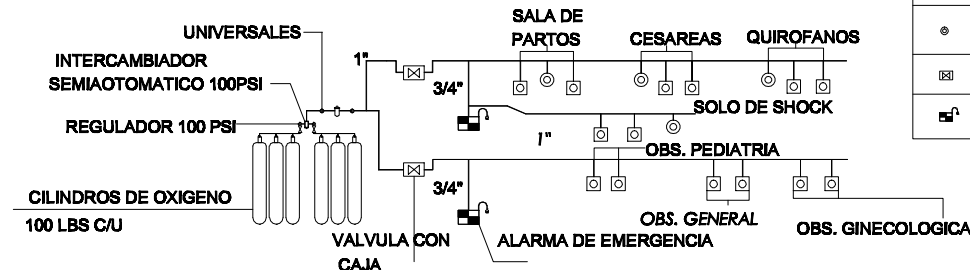 SALA DE
PARTOS
UNIVERSALES
CESAREAS
QUIROFANOS
INTERCAMBIADOR
SEMIAOTOMATICO 100PSI
1"
3/4"
SOLO DE SHOCK
REGULADOR 100 PSI
1"
OBS. PEDIATRIA
CILINDROS DE OXIGENO
100 LBS C/U
3/4"
OBS. GENERAL
OBS. GINECOLOGICA
VALVULA CON
CAJA
ALARMA DE EMERGENCIA